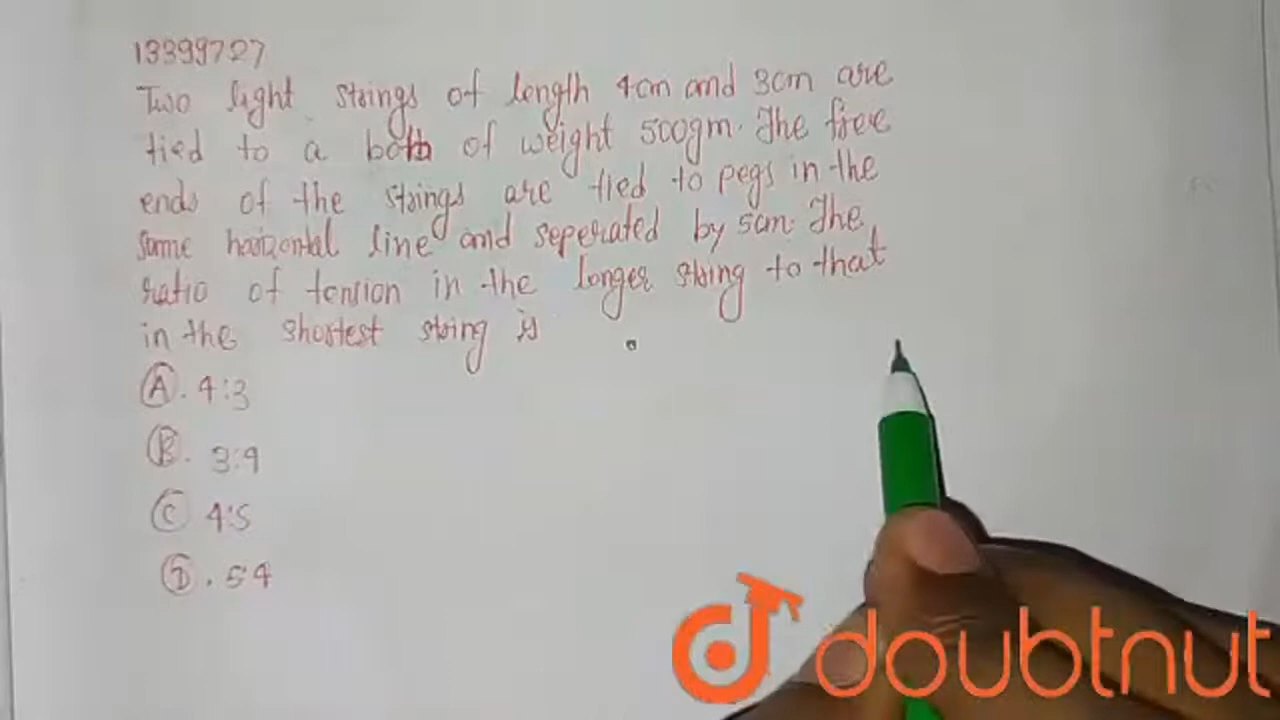 13399727
Two light strings of length 4cm and 3cm are
tied to a bobb of weight 500gm. The free
ends of the strings are tied to pegs in the
same horizontal line and seperated by 5cm. The
ratio of tension in the longer string to that
in the shortest string is
A. 4:3
B. 3:4
C 4:5
D. 5:4
doubtnut